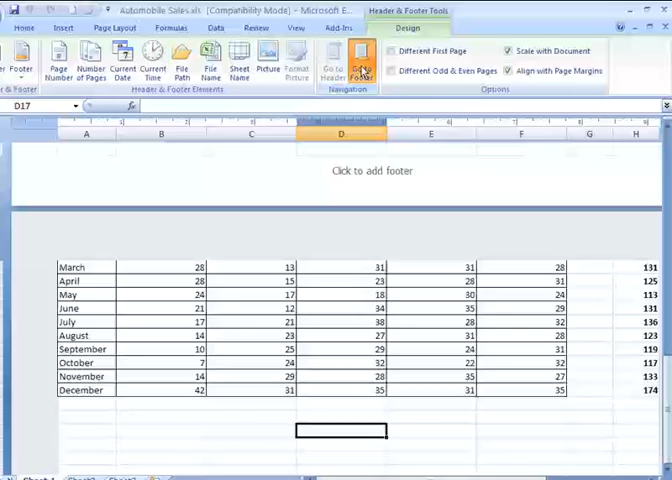 Automobile Sales.xls [Compatibility Mode] - Microsoft E...
Header & Footer Tools
Home Insert Page Layout Formulas Data Review View Add-Ins Design
Footer
Page Number
Number of Pages
Current Date
Current Time
File Path
File Name
Sheet Name
Picture
Format Picture
Go to Header
Go to Footer
Different First Page
Different Odd & Even Pages
Scale with Document
Align with Page Margins
Header & Footer Elements
Navigation
Options
D17 fx
A B C D E F G H
Click to add footer
March 28 13 31 31 28 131
April 28 15 23 28 31 125
May 24 17 18 30 24 113
June 21 12 34 35 29 131
July 17 21 38 28 32 136
August 14 23 27 31 28 123
September 10 25 29 24 31 119
October 7 24 32 22 32 117
November 14 29 28 35 27 133
December 42 31 35 31 35 174
Sheet 1 Sheet2 Sheet3